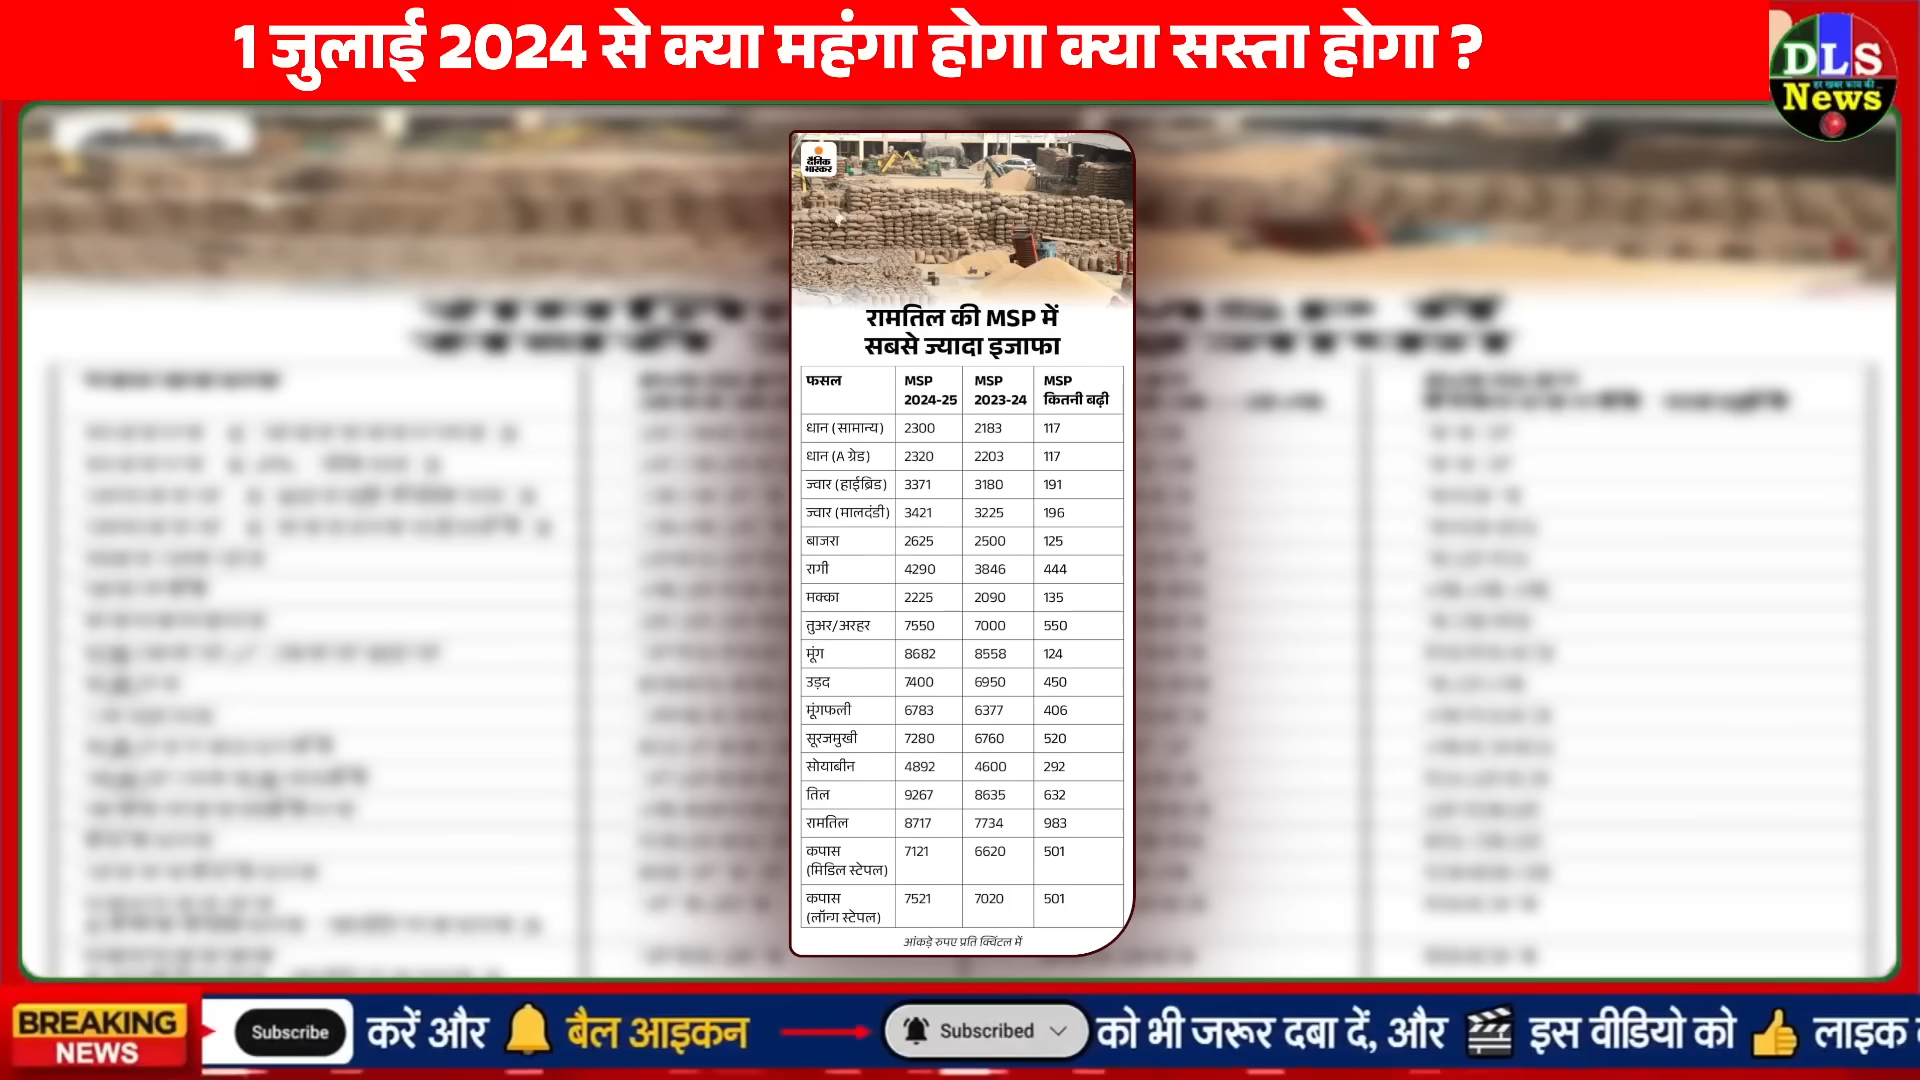 1 जुलाई 2024 से क्या महंगा होगा क्या सस्ता होगा ?
DLS
हर खबर काम की...
News
दैनिक
भास्कर
रामतिल की MSP में
सबसे ज्यादा इजाफा
फसल MSP 2024-25 MSP 2023-24 MSP कितनी बढ़ी
धान (सामान्य) 2300 2183 117
धान (A ग्रेड) 2320 2203 117
ज्वार (हाईब्रिड) 3371 3180 191
ज्वार (मालदंडी) 3421 3225 196
बाजरा 2625 2500 125
रागी 4290 3846 444
मक्का 2225 2090 135
तुअर/अरहर 7550 7000 550
मूंग 8682 8558 124
उड़द 7400 6950 450
मूंगफली 6783 6377 406
सूरजमुखी 7280 6760 520
सोयाबीन 4892 4600 292
तिल 9267 8635 632
रामतिल 8717 7734 983
कपास (मिडिल स्टेपल) 7121 6620 501
कपास (लॉन्ग स्टेपल) 7521 7020 501
आंकड़े रुपए प्रति क्विंटल में
BREAKING
NEWS
Subscribe करें और बैल आइकन Subscribed को भी जरूर दबा दें, और इस वीडियो को लाइक